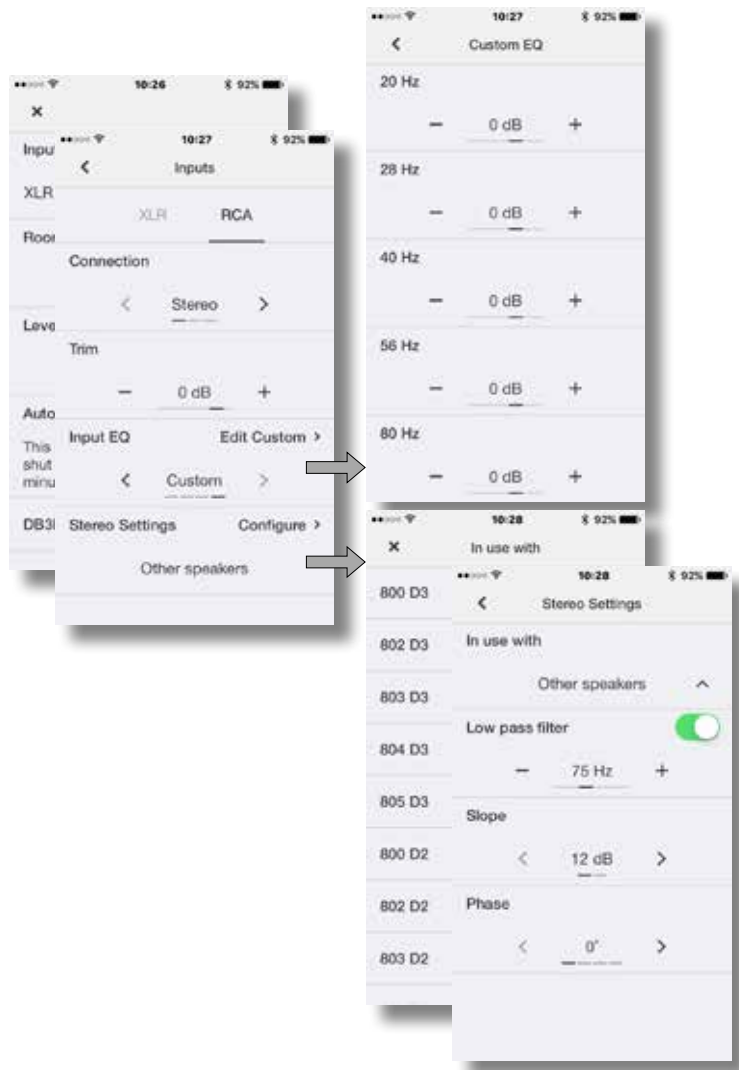 10:26 92%
Inpu
XLR
Roor
Leve
Auto
This
shut
minu
DB3
10:27 92%
Inputs
XLR RCA
Connection
Stereo
Trim
− 0 dB +
Input EQ Edit Custom >
< Custom >
Stereo Settings Configure >
Other speakers
10:27 92%
< Custom EQ
20 Hz
− 0 dB +
28 Hz
− 0 dB +
40 Hz
− 0 dB +
56 Hz
− 0 dB +
80 Hz
− 0 dB +
10:28 92%
× In use with
800 D3
802 D3
803 D3
804 D3
805 D3
800 D2
802 D2
803 D2
10:28 92%
< Stereo Settings
In use with
Other speakers
Low pass filter
− 75 Hz +
Slope
< 12 dB >
Phase
< 0° >